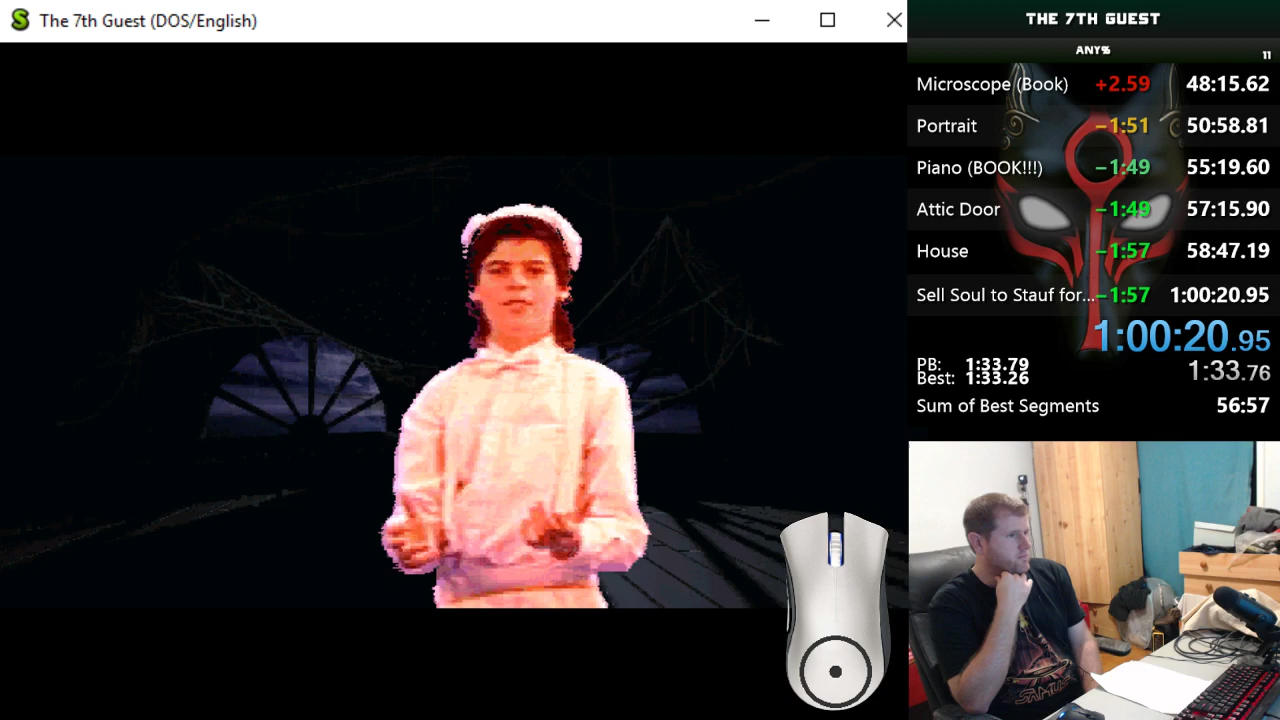 The 7th Guest (DOS/English)
THE 7TH GUEST
ANY%
11
Microscope (Book) +2.59 48:15.62
Portrait −1:51 50:58.81
Piano (BOOK!!!) −1:49 55:19.60
Attic Door −1:49 57:15.90
House −1:57 58:47.19
Sell Soul to Stauf for... −1:57 1:00:20.95
1:00:20.95
PB: 1:33.79
Best: 1:33.26
1:33.76
Sum of Best Segments 56:57
SAMUS